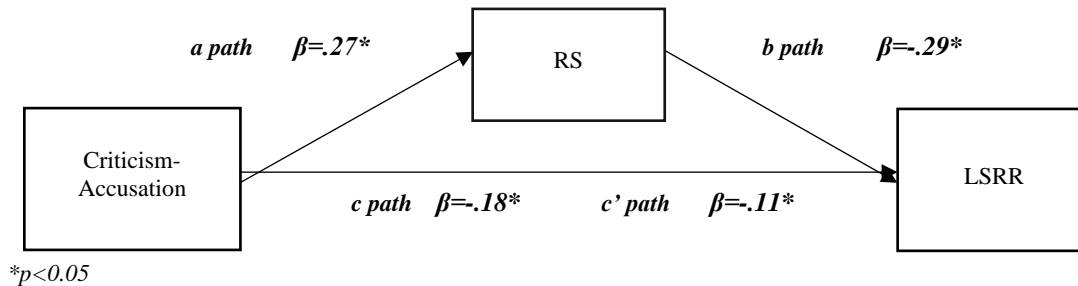 a path β=.27*
RS
b path β=-.29*
Criticism-
Accusation
LSRR
c path β=-.18* c’ path β=-.11*
*p<0.05